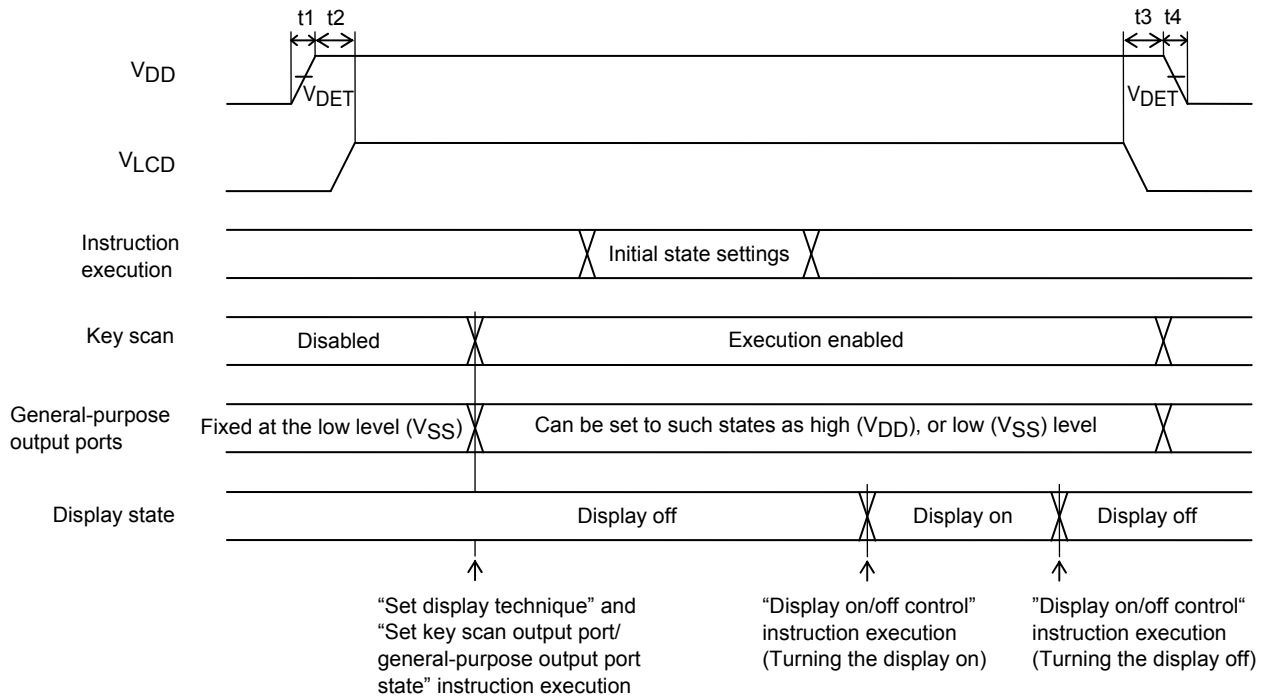 t1 t2 t3 t4
VDD
VDET VDET
VLCD
Instruction
execution
Initial state settings
Key scan
Disabled
Execution enabled
General-purpose
output ports
Fixed at the low level (VSS)
Can be set to such states as high (VDD), or low (VSS) level
Display state
Display off
Display on
Display off
“Set display technique” and
“Set key scan output port/
general-purpose output port
state” instruction execution
“Display on/off control”
instruction execution
(Turning the display on)
”Display on/off control“
instruction execution
(Turning the display off)